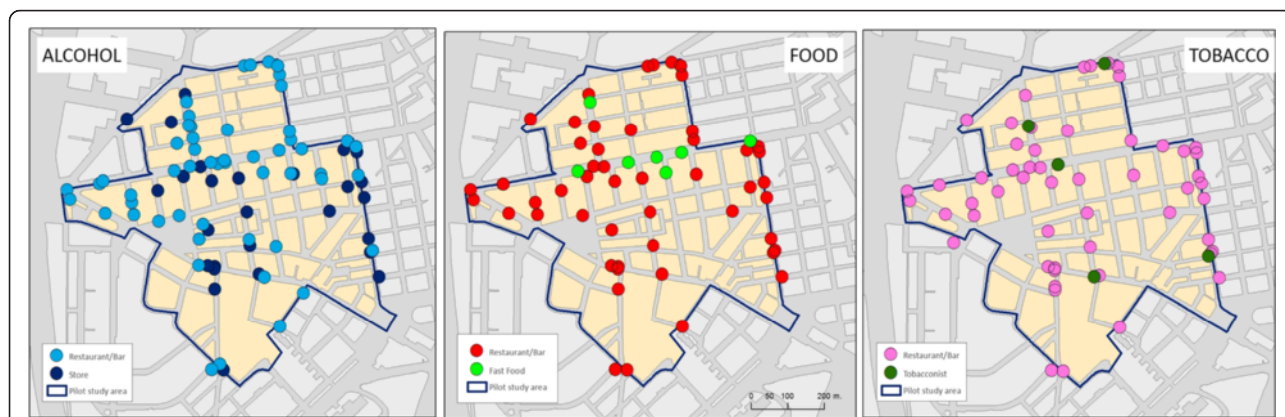 ALCOHOL
Restaurant/Bar
Store
Pilot study area
FOOD
Restaurant/Bar
Fast Food
Pilot study area
0 50 100 200 m.
TOBACCO
Restaurant/Bar
Tobacconist
Pilot study area